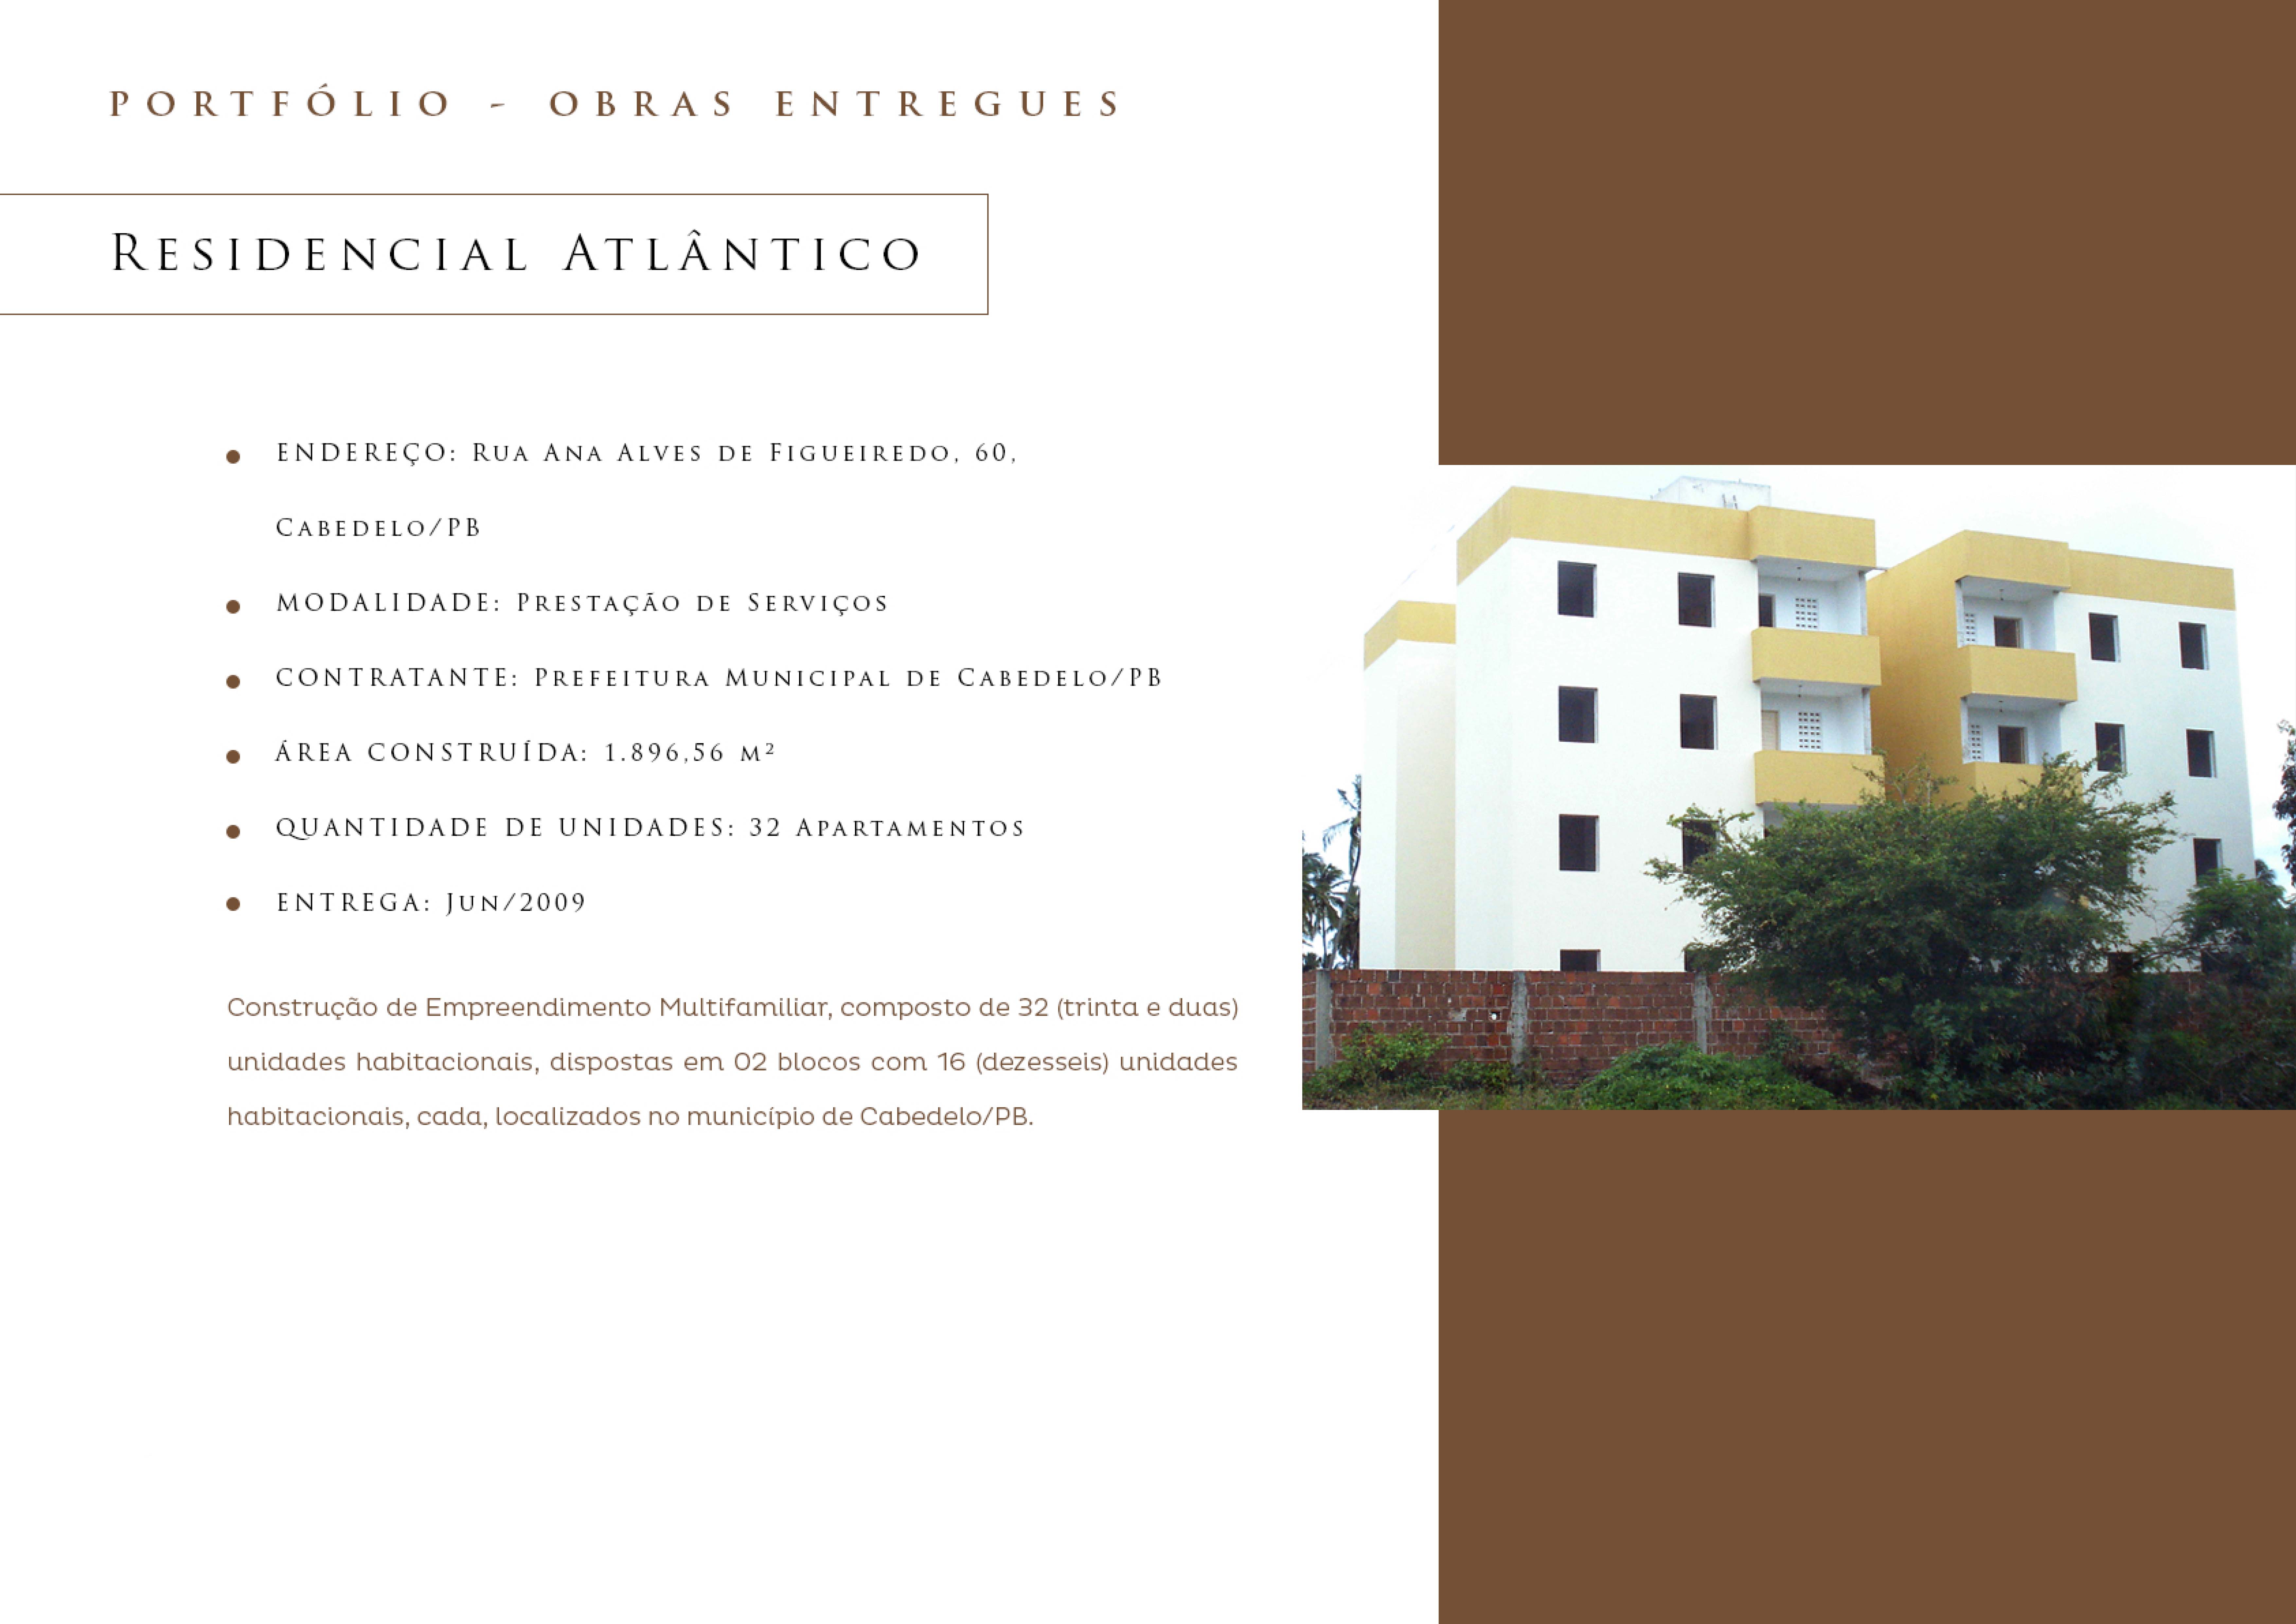 PORTFÓLIO - OBRAS ENTREGUES
Residencial Atlântico
ENDEREÇO: Rua Ana Alves de Figueiredo, 60,
Cabedelo/PB
MODALIDADE: Prestação de Serviços
CONTRATANTE: Prefeitura Municipal de Cabedelo/PB
ÁREA CONSTRUÍDA: 1.896,56 m²
QUANTIDADE DE UNIDADES: 32 Apartamentos
ENTREGA: Jun/2009
Construção de Empreendimento Multifamiliar, composto de 32 (trinta e duas)
unidades habitacionais, dispostas em 02 blocos com 16 (dezesseis) unidades
habitacionais, cada, localizados no município de Cabedelo/PB.